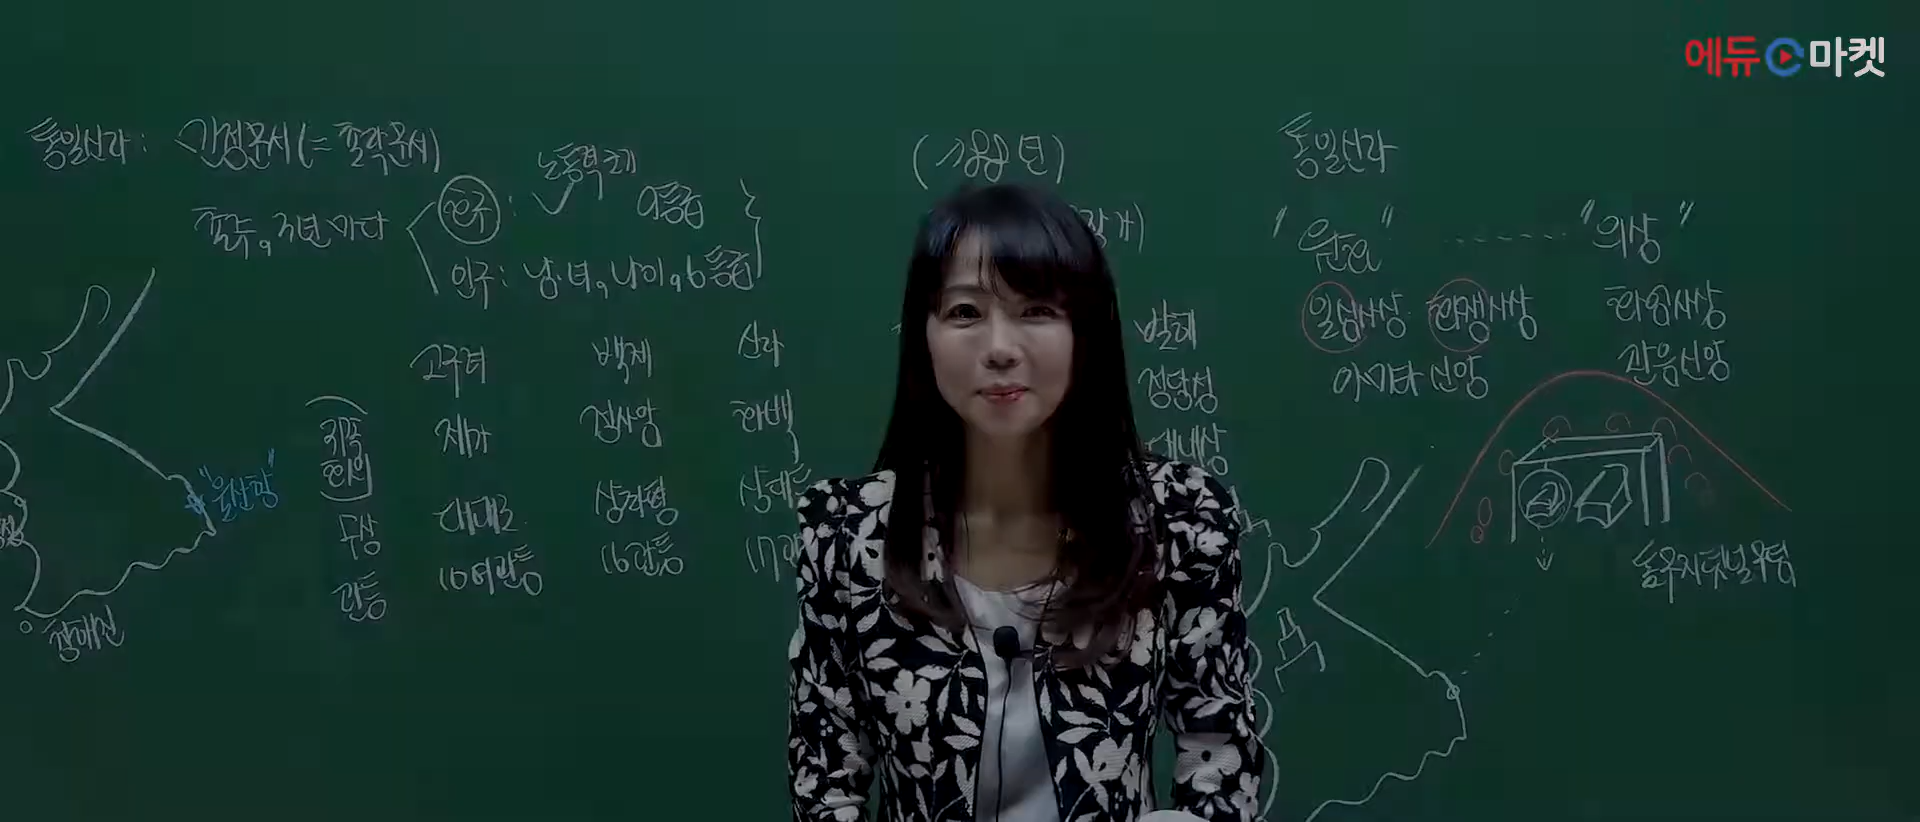 에듀 마켓
통일신라: 민정문서(=촌락문서)
촌주, 3년마다
호구: 노동력 9등급
인구: 남·녀, 나이, 6등급
고구려 백제 신라
귀족회의 제가 정사암 화백
수상 대대로 상좌평 상대등
관등 10여관등 16관등 17관
"울산항"
청해진
발해
정당성
대내상
통일신라
"원효" "의상"
일심사상 화쟁사상 화엄사상
아미타 신앙 관음신앙
돌무지덧널무덤